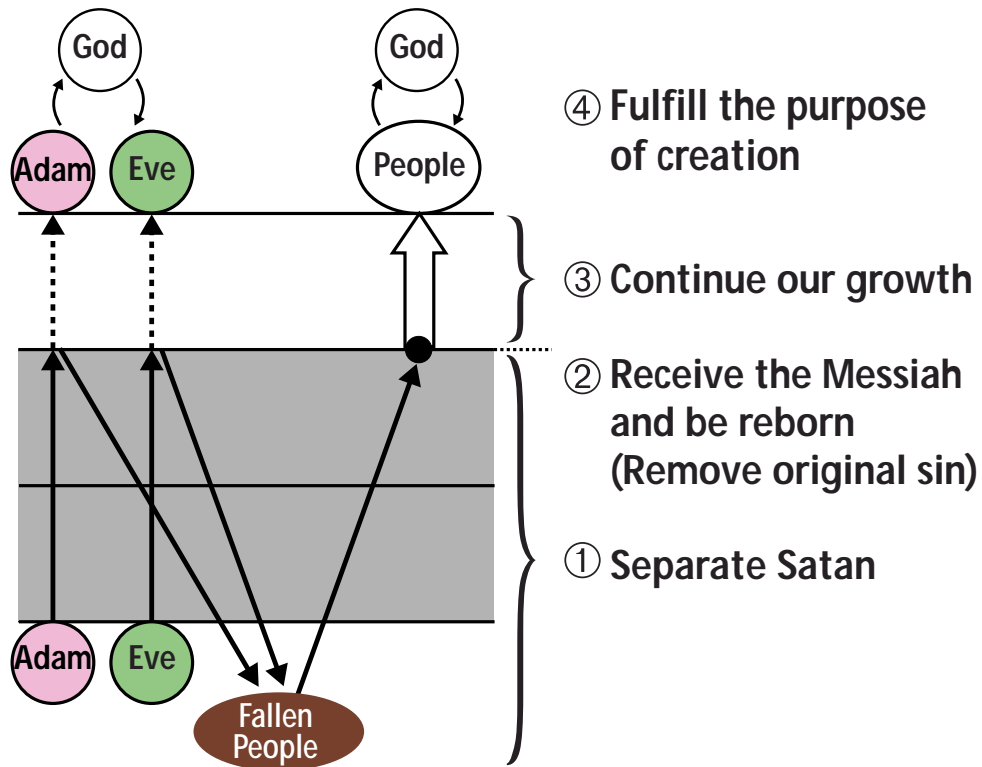 God
God
Adam
Eve
People
④ Fulfill the purpose
of creation
③ Continue our growth
② Receive the Messiah
and be reborn
(Remove original sin)
① Separate Satan
Adam
Eve
Fallen
People